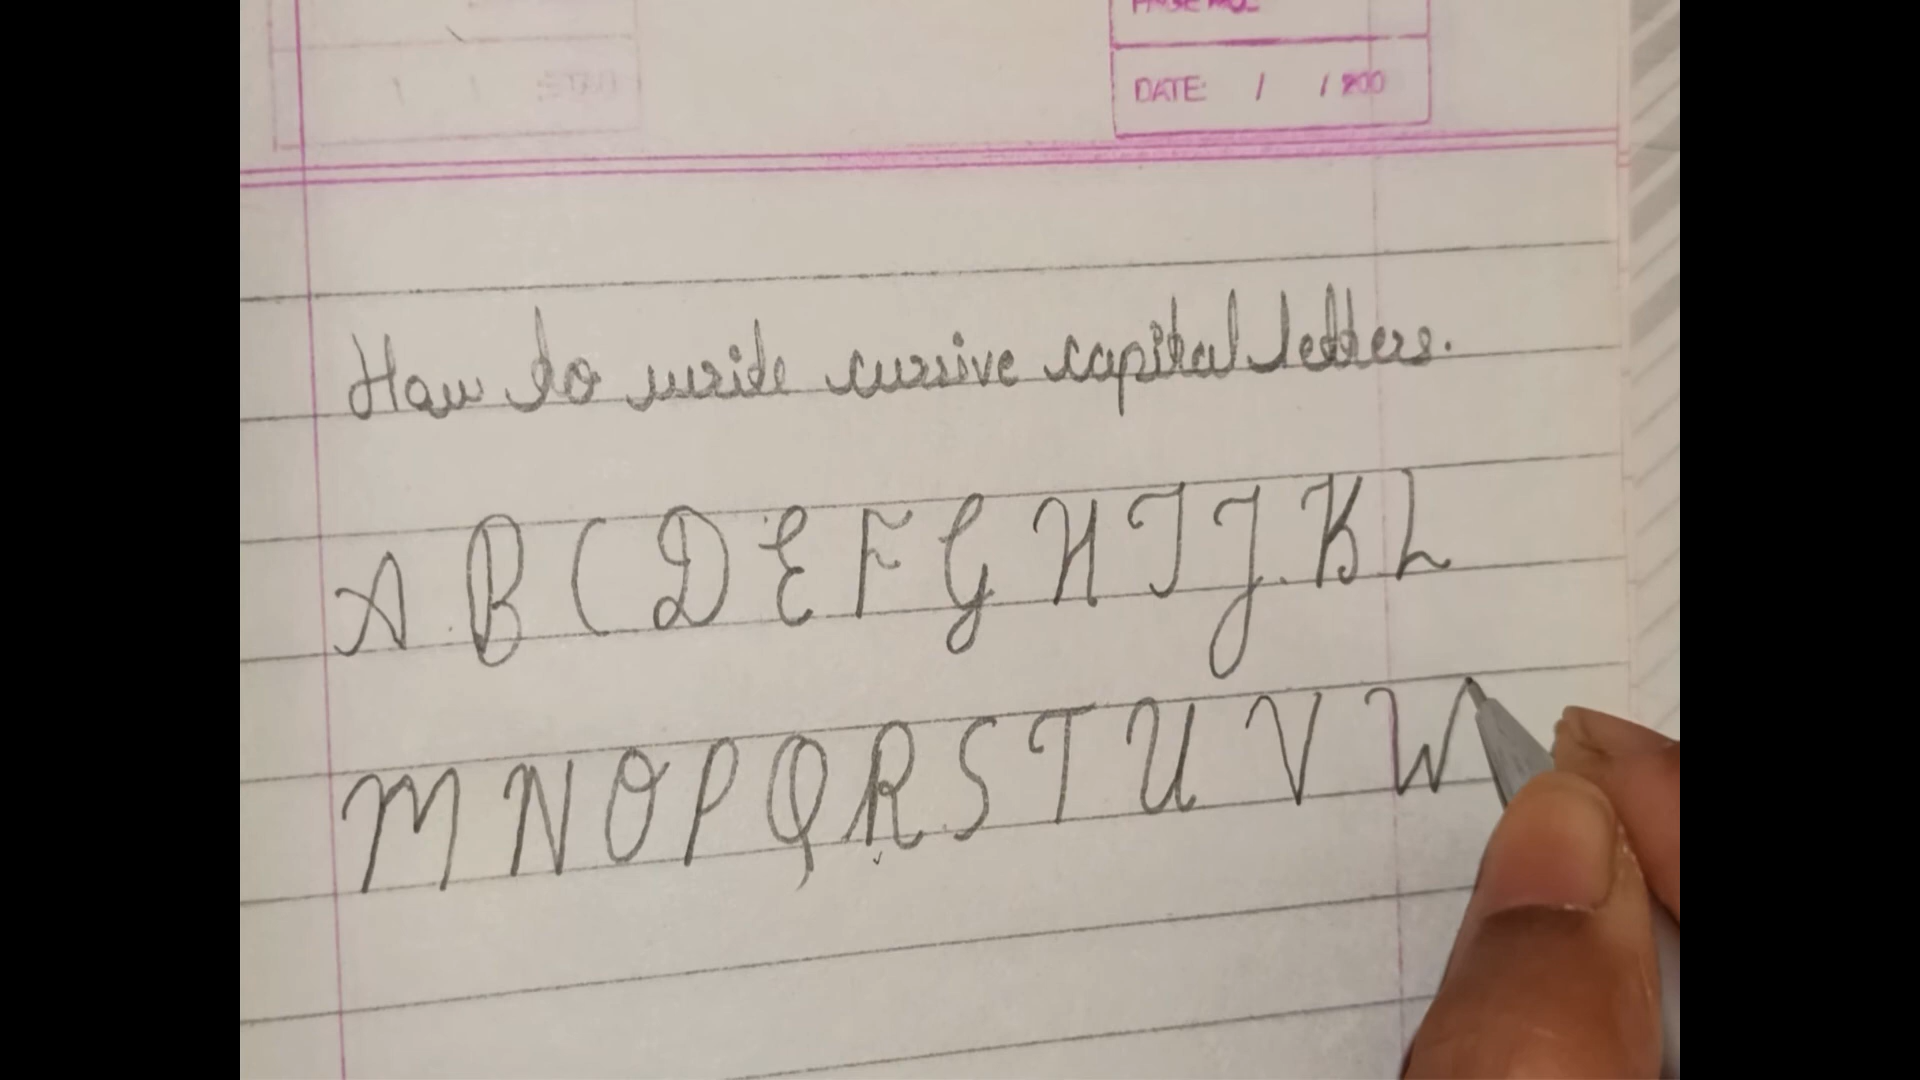 DATE: / / 200
How to write cursive capital letters.
A B C D E F G H I J K L
M N O P Q R S T U V W